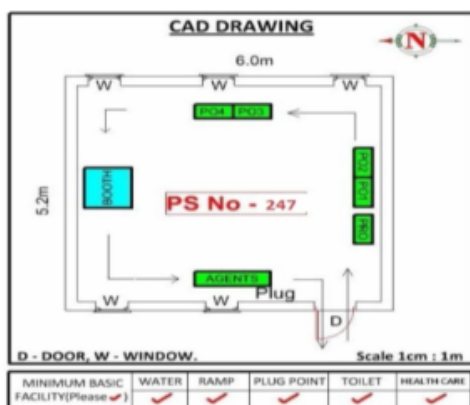 CAD DRAWING
N
6.0m
W W W
PO4 PO3
PO2
PO1
PRO
BOOTH
5.2m
PS No - 247
AGENTS
Plug
W W
D
D - DOOR, W - WINDOW. Scale 1cm : 1m
MINIMUM BASIC FACILITY(Please ✓) WATER RAMP PLUG POINT TOILET HEALTH CARE
✓ ✓ ✓ ✓ ✓